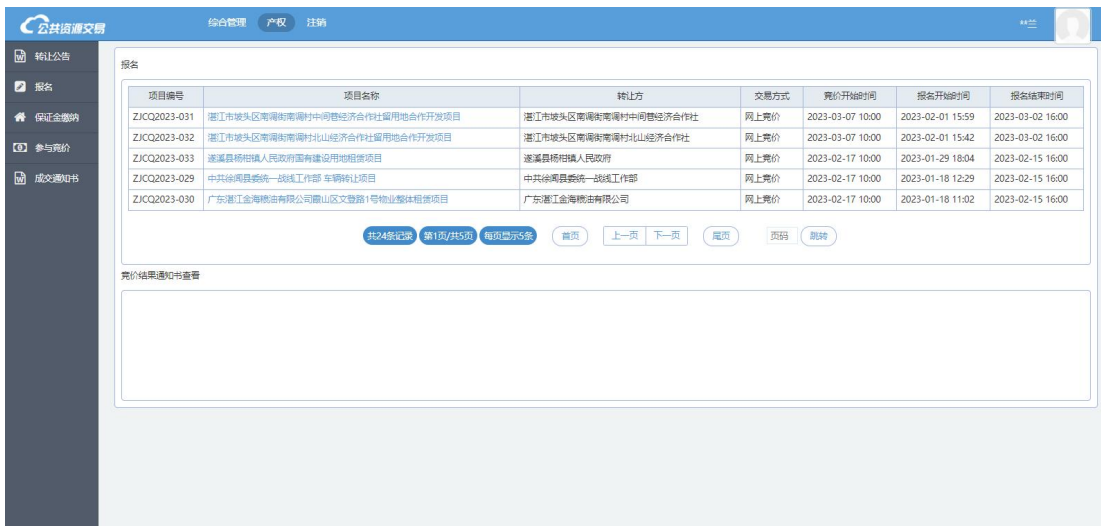 公共资源交易 综合管理 产权 注销 **兰
转让公告
报名
保证金缴纳
参与竞价
成交通知书
报名
项目编号 项目名称 转让方 交易方式 竞价开始时间 报名开始时间 报名结束时间
ZJCQ2023-031 湛江市坡头区南调街南调村中间巷经济合作社留用地合作开发项目 湛江市坡头区南调街南调村中间巷经济合作社 网上竞价 2023-03-07 10:00 2023-02-01 15:59 2023-03-02 16:00
ZJCQ2023-032 湛江市坡头区南调街南调村北山经济合作社留用地合作开发项目 湛江市坡头区南调街南调村北山经济合作社 网上竞价 2023-03-07 10:00 2023-02-01 15:42 2023-03-02 16:00
ZJCQ2023-033 遂溪县杨柑镇人民政府国有建设用地租赁项目 遂溪县杨柑镇人民政府 网上竞价 2023-02-17 10:00 2023-01-29 18:04 2023-02-15 16:00
ZJCQ2023-029 中共徐闻县委统一战线工作部 车辆转让项目 中共徐闻县委统一战线工作部 网上竞价 2023-02-17 10:00 2023-01-18 12:29 2023-02-15 16:00
ZJCQ2023-030 广东湛江金海粮油有限公司霞山区文登路1号物业整体租赁项目 广东湛江金海粮油有限公司 网上竞价 2023-02-17 10:00 2023-01-18 11:02 2023-02-15 16:00
共24条记录 第1页/共5页 每页显示5条 首页 上一页 下一页 尾页 页码 跳转
竞价结果通知书查看